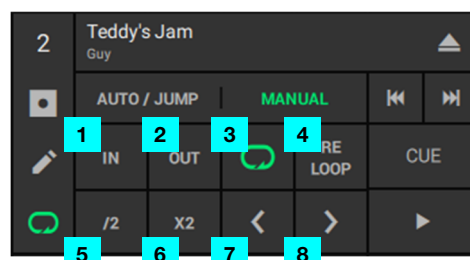 2
Teddy's Jam
Guy
AUTO / JUMP | MANUAL
1 2 3 4
IN OUT RE LOOP CUE
/2 X2
5 6 7 8